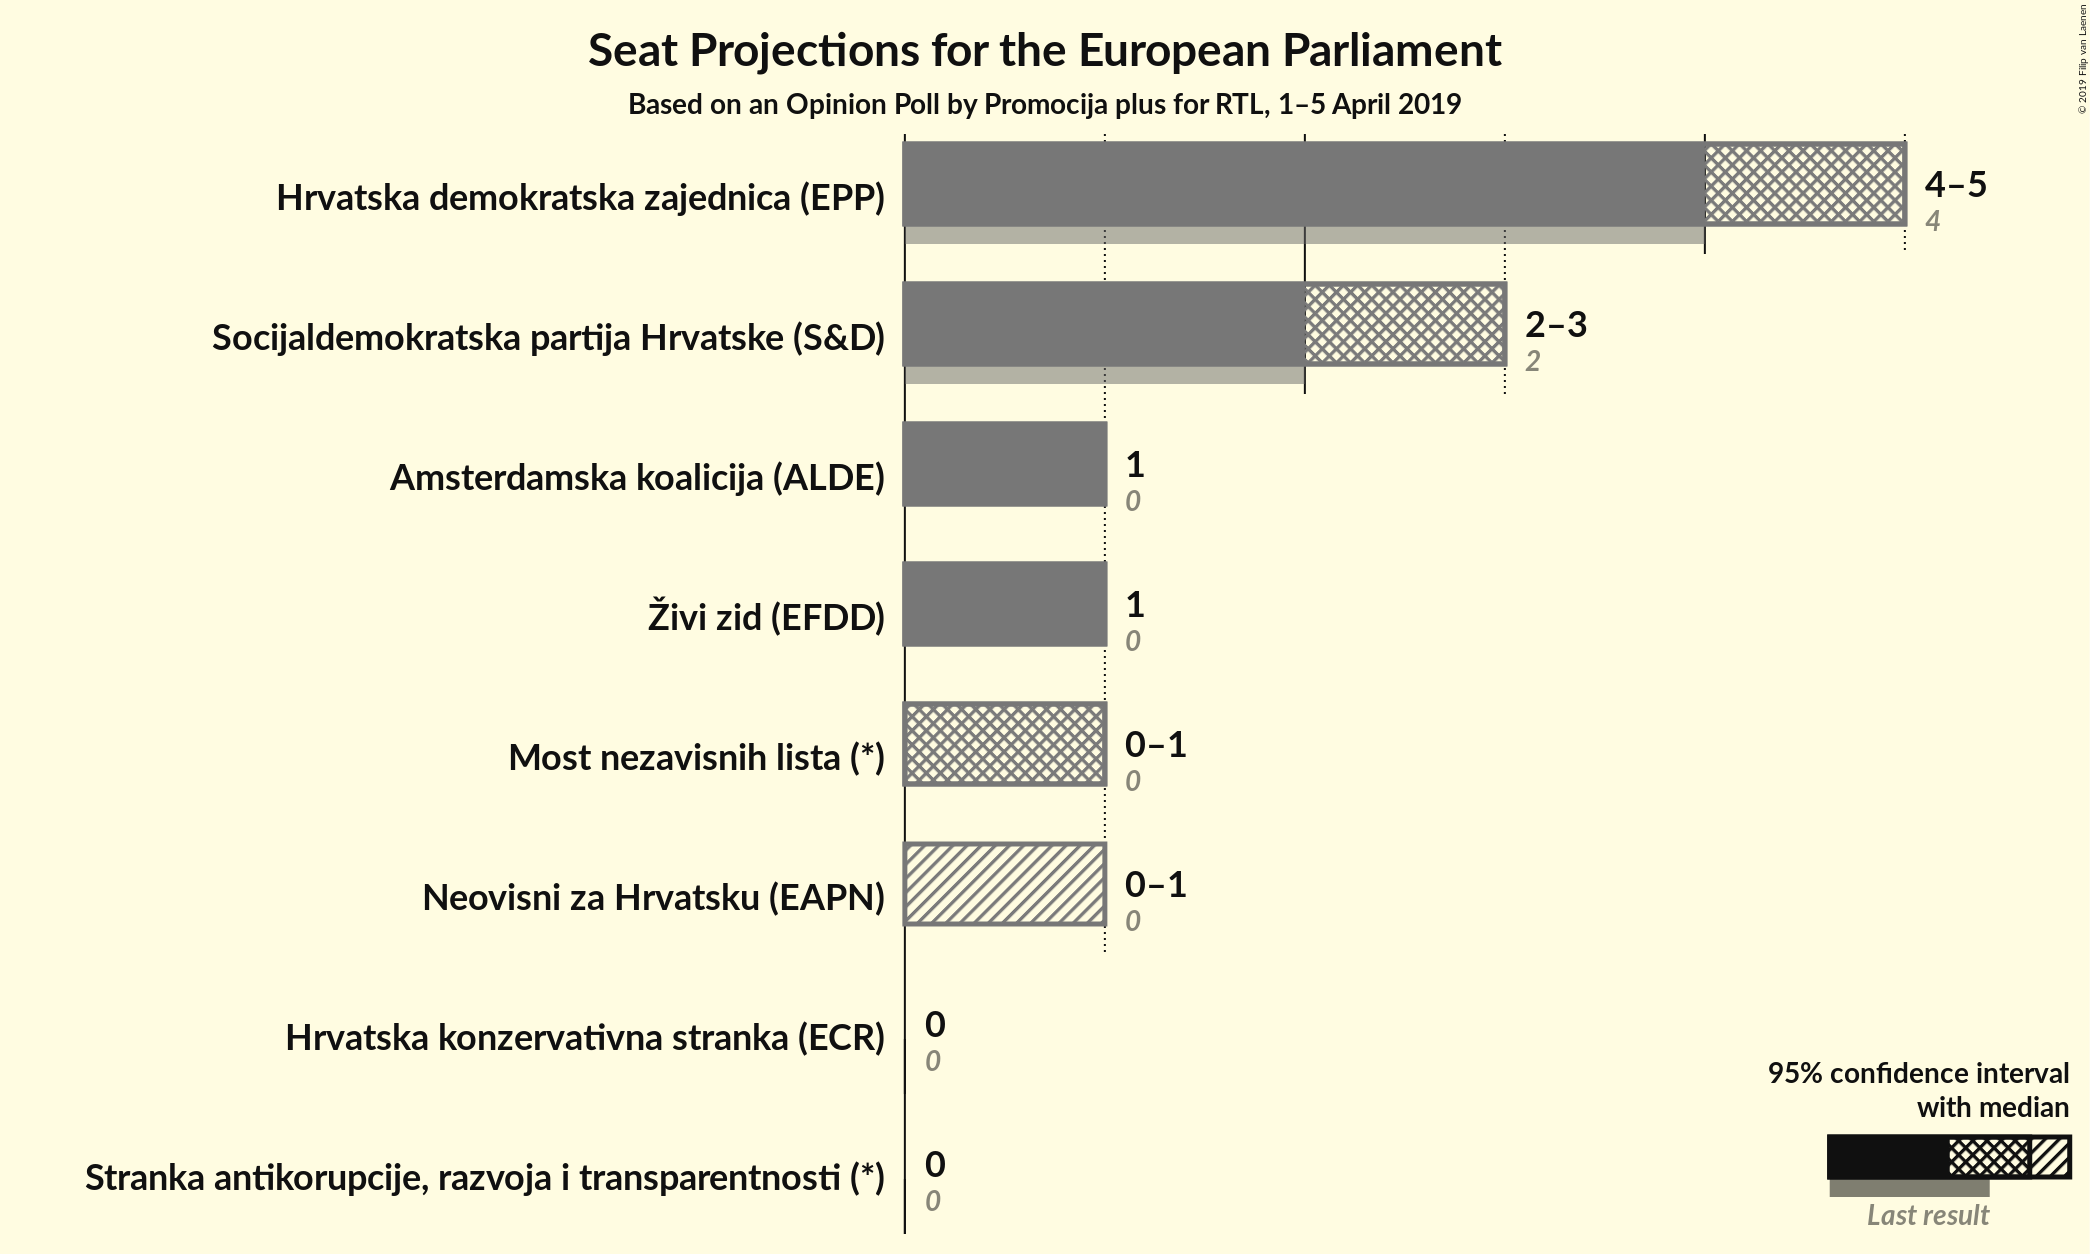 Seat Projections for the European Parliament
Based on an Opinion Poll by Promocija plus for RTL, 1–5 April 2019
© 2019 Filip van Laenen
Hrvatska demokratska zajednica (EPP)
4–5
4
Socijaldemokratska partija Hrvatske (S&D)
2–3
2
Amsterdamska koalicija (ALDE)
1
0
Živi zid (EFDD)
1
0
Most nezavisnih lista (*)
0–1
0
Neovisni za Hrvatsku (EAPN)
0–1
0
Hrvatska konzervativna stranka (ECR)
0
0
Stranka antikorupcije, razvoja i transparentnosti (*)
0
0
95% confidence interval
with median
Last result